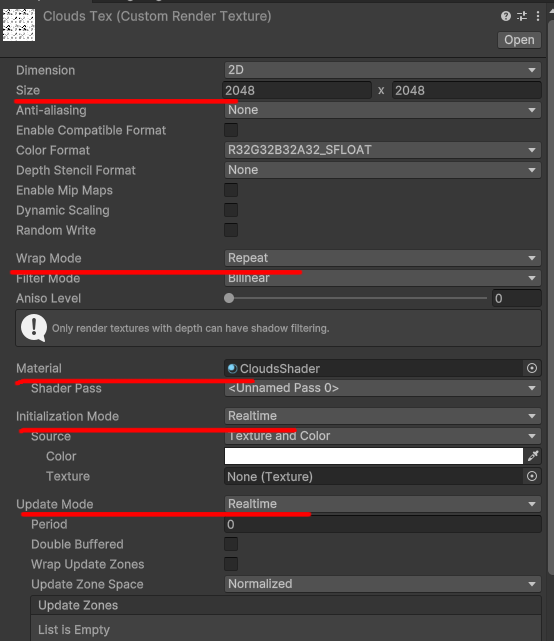 Clouds Tex (Custom Render Texture)
Open
Dimension 2D
Size 2048 x 2048
Anti-aliasing None
Enable Compatible Format
Color Format R32G32B32A32_SFLOAT
Depth Stencil Format None
Enable Mip Maps
Dynamic Scaling
Random Write
Wrap Mode Repeat
Filter Mode Bilinear
Aniso Level 0
Only render textures with depth can have shadow filtering.
Material CloudsShader
Shader Pass <Unnamed Pass 0>
Initialization Mode Realtime
Source Texture and Color
Color
Texture None (Texture)
Update Mode Realtime
Period 0
Double Buffered
Wrap Update Zones
Update Zone Space Normalized
Update Zones
List is Empty